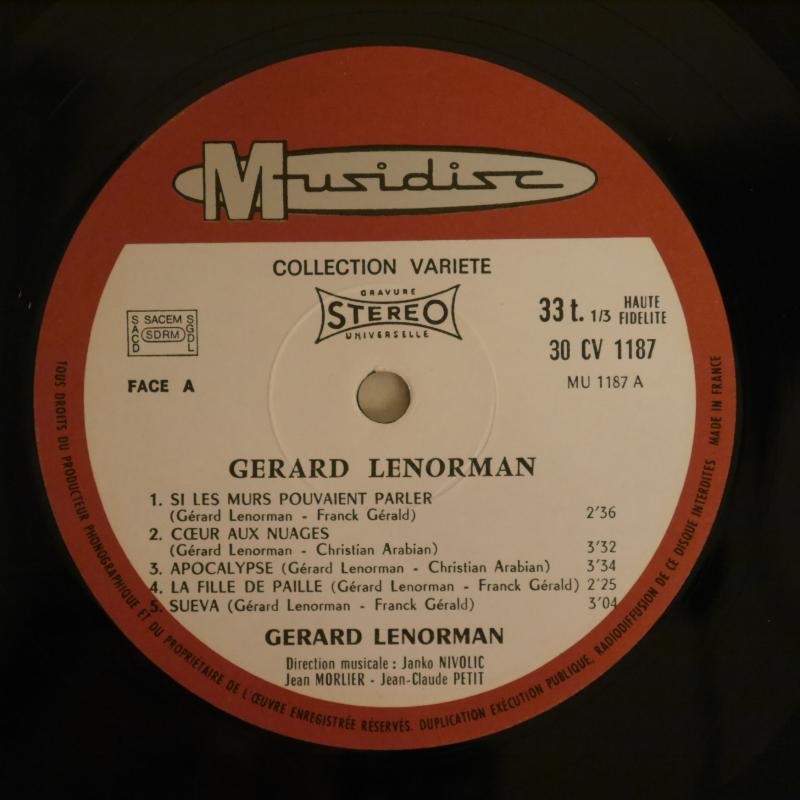 Musidisc
COLLECTION VARIETE
GRAVURE
STEREO
UNIVERSELLE
SACD
SACEM
SDRM
SGDL
33 t. 1/3 HAUTE FIDELITE
30 CV 1187
MU 1187 A
FACE A
GERARD LENORMAN
1. SI LES MURS POUVAIENT PARLER
(Gérard Lenorman - Franck Gérald) 2'36
2. CŒUR AUX NUAGES
(Gérard Lenorman - Christian Arabian) 3'32
3. APOCALYPSE (Gérard Lenorman - Christian Arabian) 3'34
4. LA FILLE DE PAILLE (Gérard Lenorman - Franck Gérald) 2'25
5. SUEVA (Gérard Lenorman - Franck Gérald) 3'04
GERARD LENORMAN
Direction musicale : Janko NIVOLIC
Jean MORLIER - Jean-Claude PETIT
TOUS DROITS DU PRODUCTEUR PHONOGRAPHIQUE ET DU PROPRIÉTAIRE DE L'ŒUVRE ENREGISTRÉE RÉSERVÉS. DUPLICATION EXÉCUTION PUBLIQUE, RADIODIFFUSION DE CE DISQUE INTERDITES MADE IN FRANCE